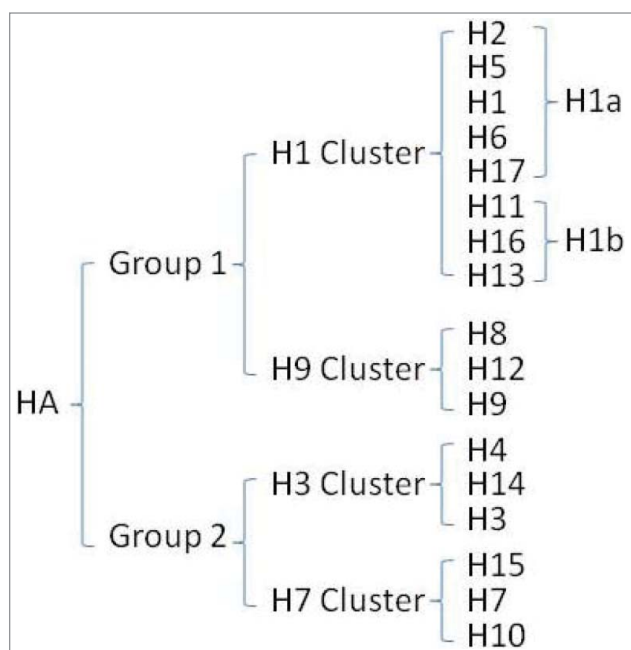 H2
H5
H1
H6
H17
H1a
H1 Cluster
H11
H16
H13
H1b
Group 1
H8
H12
H9
H9 Cluster
HA
H4
H14
H3
H3 Cluster
Group 2
H15
H7
H10
H7 Cluster